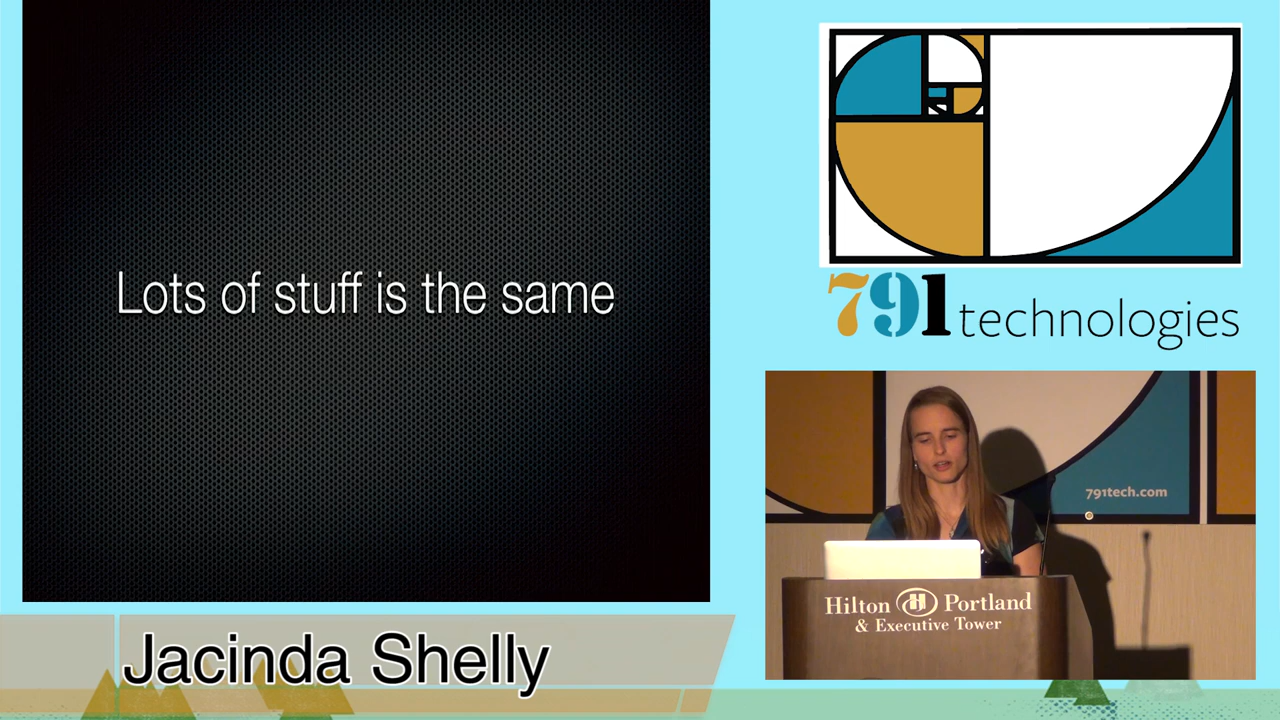 Lots of stuff is the same
791 technologies
791tech.com
Hilton H Portland
& Executive Tower
Jacinda Shelly